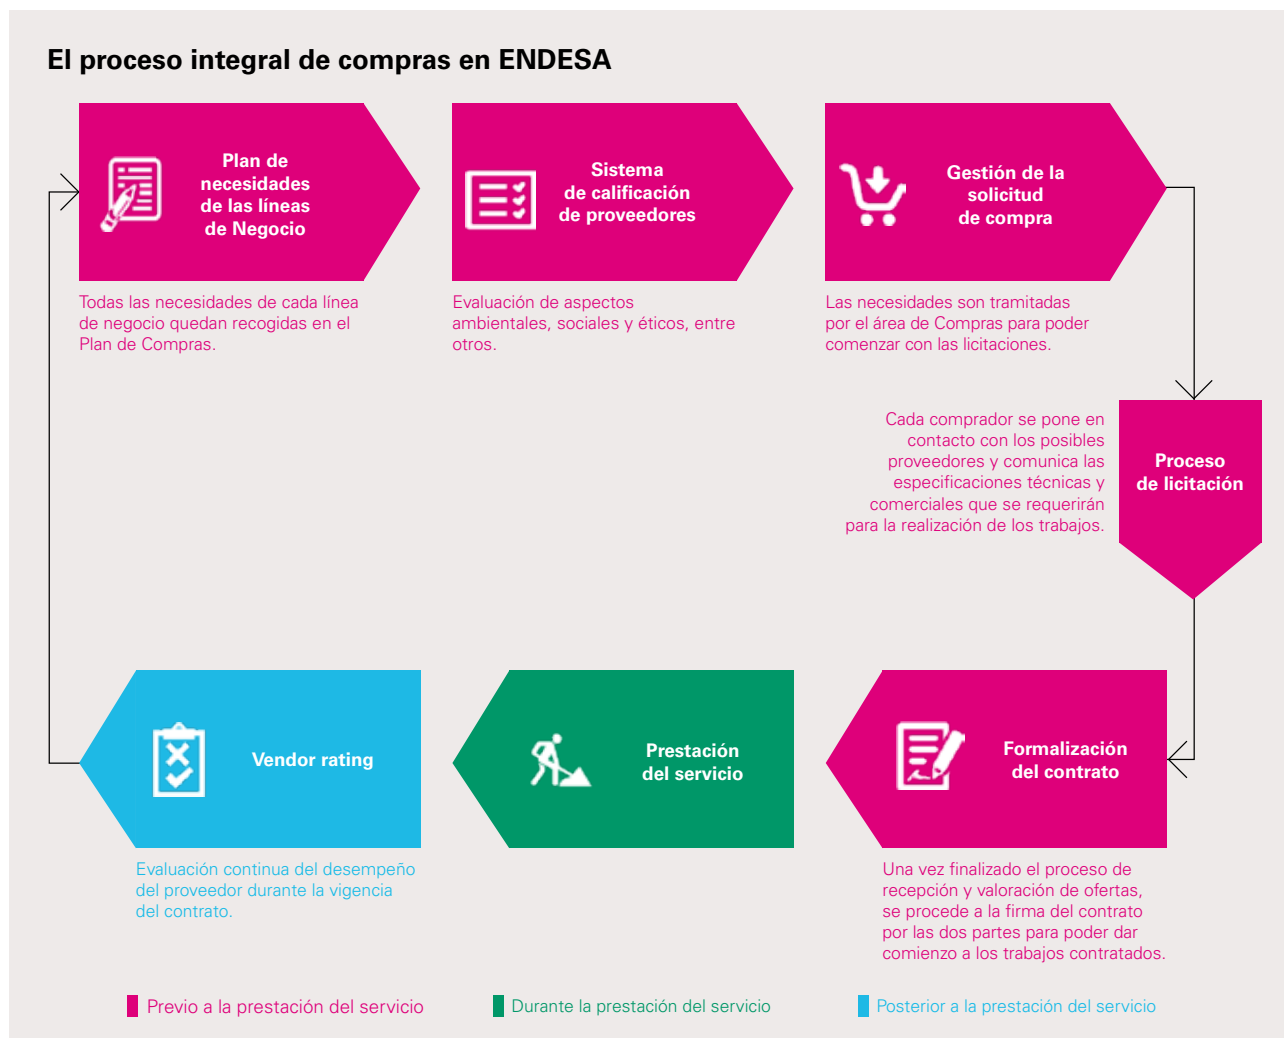 El proceso integral de compras en ENDESA
Plan de
necesidades
de las líneas
de Negocio
Sistema
de calificación
de proveedores
Gestión de la
solicitud
de compra
Todas las necesidades de cada línea
de negocio quedan recogidas en el
Plan de Compras.
Evaluación de aspectos
ambientales, sociales y éticos, entre
otros.
Las necesidades son tramitadas
por el área de Compras para poder
comenzar con las licitaciones.
Cada comprador se pone en
contacto con los posibles
proveedores y comunica las
especificaciones técnicas y
comerciales que se requerirán
para la realización de los trabajos.
Proceso
de licitación
Vendor rating
Prestación
del servicio
Formalización
del contrato
Evaluación continua del desempeño
del proveedor durante la vigencia
del contrato.
Una vez finalizado el proceso de
recepción y valoración de ofertas,
se procede a la firma del contrato
por las dos partes para poder dar
comienzo a los trabajos contratados.
Previo a la prestación del servicio
Durante la prestación del servicio
Posterior a la prestación del servicio